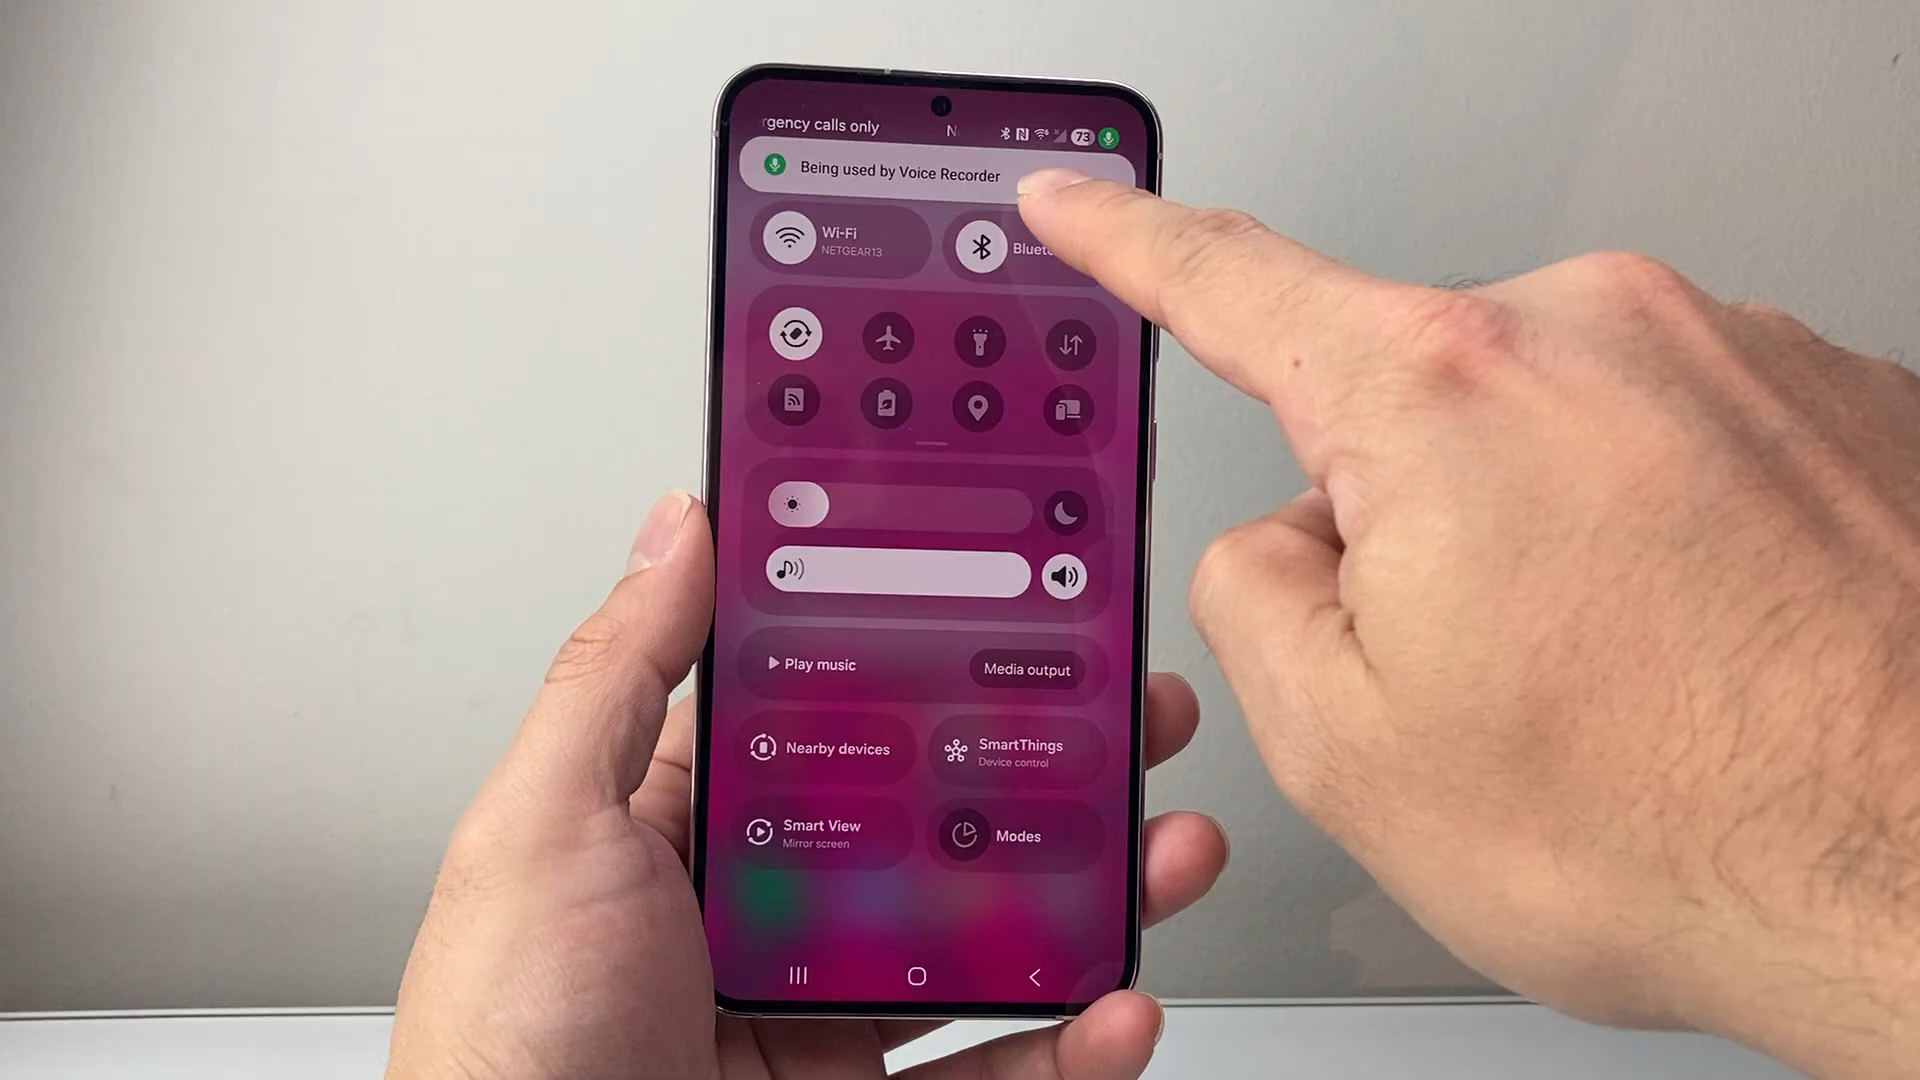 rgency calls only N 73
Being used by Voice Recorder
Wi-Fi
NETGEAR13
Bluet
Play music
Media output
Nearby devices
SmartThings
Device control
Smart View
Mirror screen
Modes